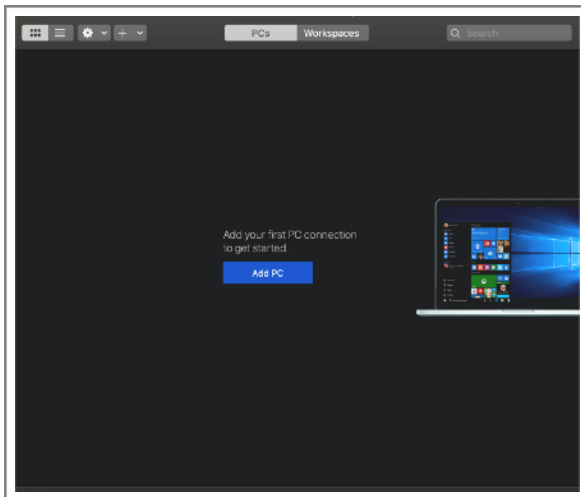 PCs Workspaces Search
Add your first PC connection
to get started.
Add PC